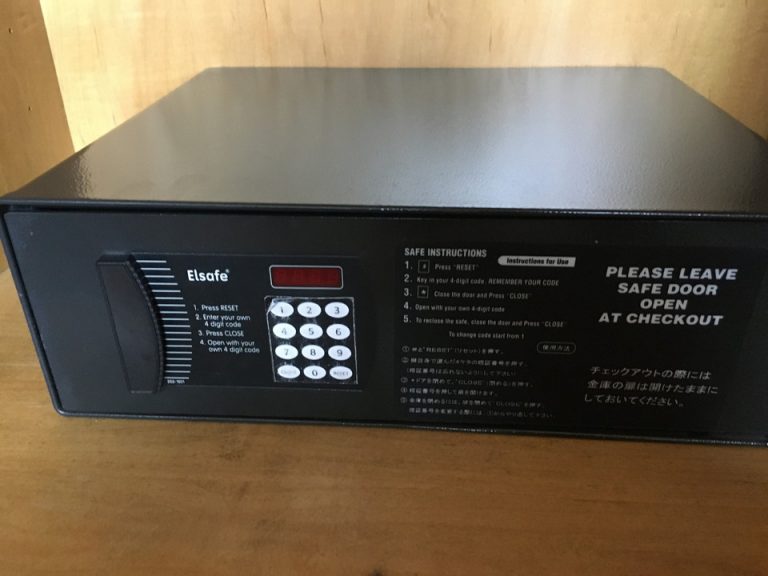 Elsafe
1. Press RESET
2. Enter your own
4 digit code
3. Press CLOSE
4. Open with your
own 4 digit code
1 2 3
4 5 6
7 8 9
CLOSE 0 RESET
SAFE INSTRUCTIONS
Instructions for Use
1. # Press "RESET"
2. Key in your 4-digit code. REMEMBER YOUR CODE
3. * Close the door and Press "CLOSE"
4. Open with your own 4-digit code
5. To reclose the safe, close the door and Press "CLOSE"
To change code start from 1
使用方法
PLEASE LEAVE
SAFE DOOR
OPEN
AT CHECKOUT
チェックアウトの際には
金庫の扉は開けたままに
しておいてください。